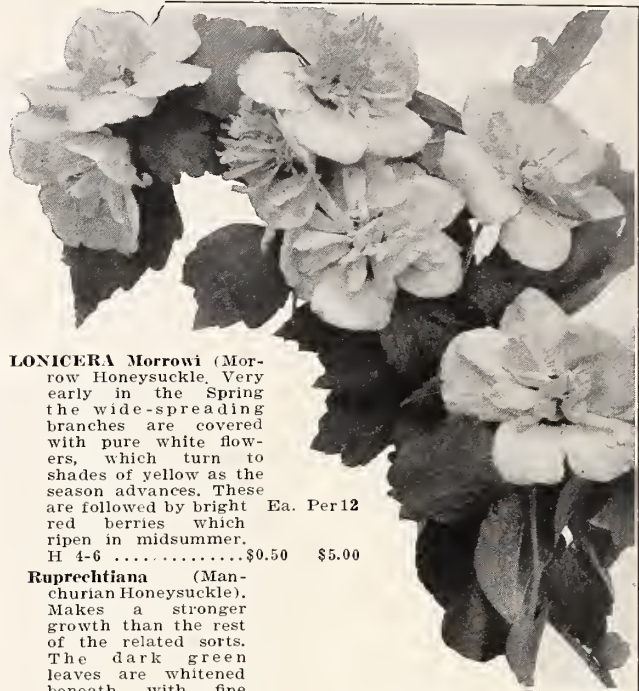 LONICERA Morrowi (Mor-
row Honeysuckle. Very
early in the Spring
the wide-spreading
branches are covered
with pure white flow-
ers, which turn to
shades of yellow as the
season advances. These
are followed by bright Ea. Per 12
red berries which
ripen in midsummer.
H 4-6 ..............$0.50 $5.00
Ruprechtiana (Man-
churian Honeysuckle).
Makes a stronger
growth than the rest
of the related sorts.
The dark green
leaves are whitened
beneath with fine